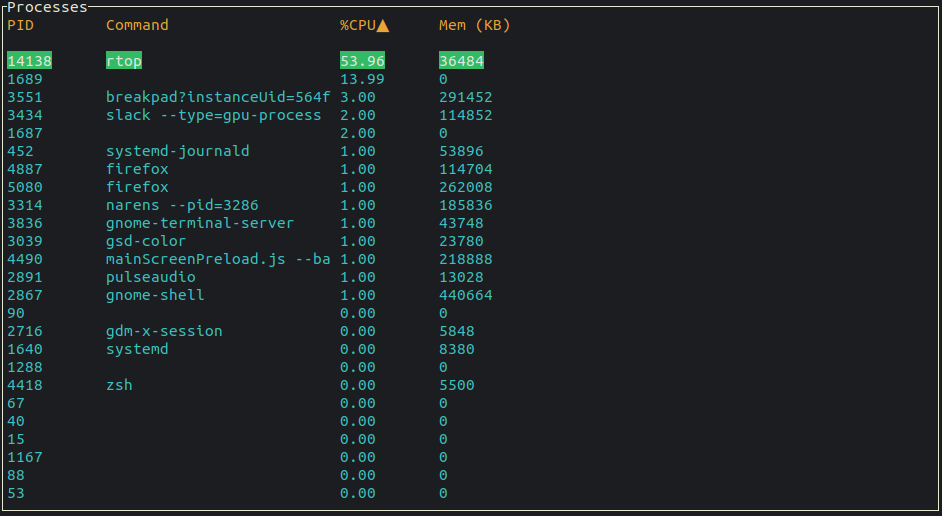 Processes
PID Command %CPU▲ Mem (KB)
14138 rtop 53.96 36484
1689 13.99 0
3551 breakpad?instanceUid=564f 3.00 291452
3434 slack --type=gpu-process 2.00 114852
1687 2.00 0
452 systemd-journald 1.00 53896
4887 firefox 1.00 114704
5080 firefox 1.00 262008
3314 narens --pid=3286 1.00 185836
3836 gnome-terminal-server 1.00 43748
3039 gsd-color 1.00 23780
4490 mainScreenPreload.js --ba 1.00 218888
2891 pulseaudio 1.00 13028
2867 gnome-shell 1.00 440664
90 0.00 0
2716 gdm-x-session 0.00 5848
1640 systemd 0.00 8380
1288 0.00 0
4418 zsh 0.00 5500
67 0.00 0
40 0.00 0
15 0.00 0
1167 0.00 0
88 0.00 0
53 0.00 0